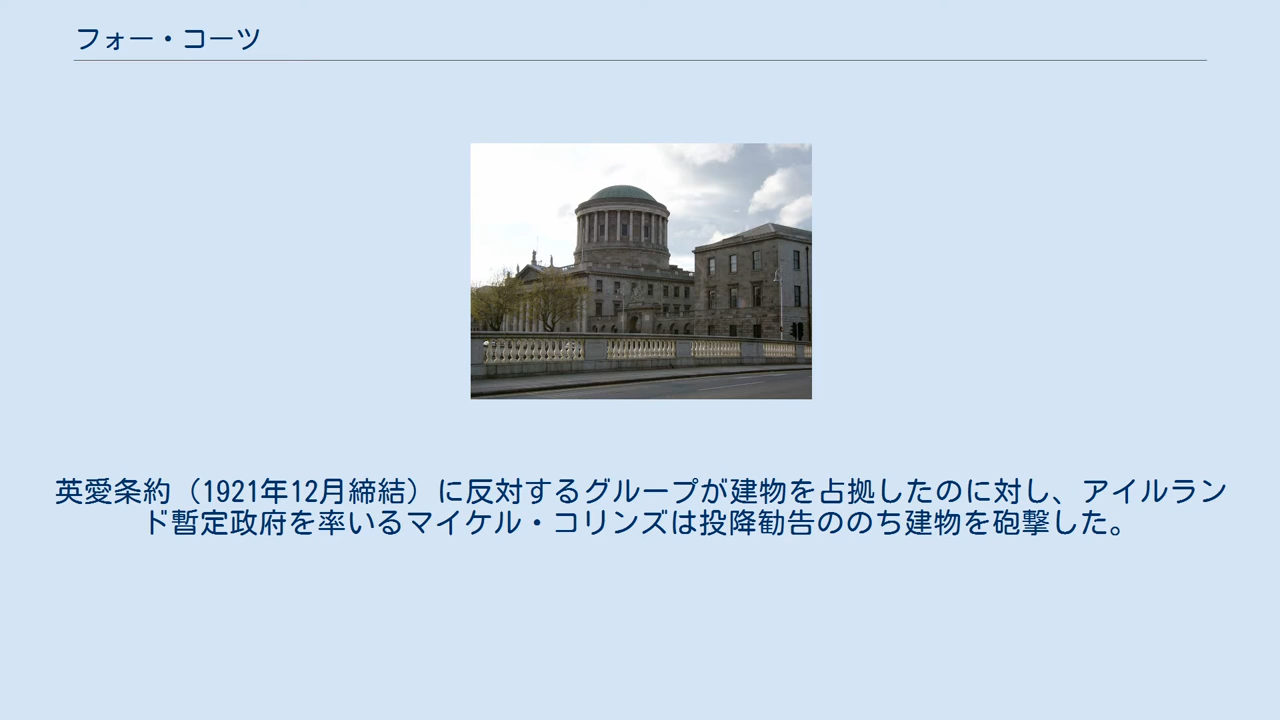 フォー・コーツ
英愛条約（1921年12月締結）に反対するグループが建物を占拠したのに対し、アイルラン
ド暫定政府を率いるマイケル・コリンズは投降勧告ののち建物を砲撃した。